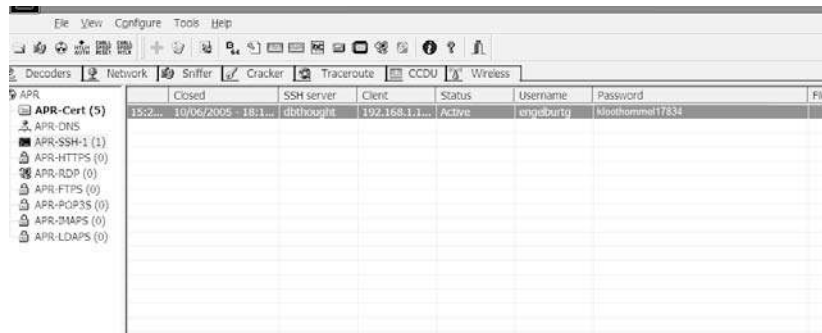 File View Configure Tools Help
Decoders Network Sniffer Cracker Traceroute CCDU Wireless
APR
APR-Cert (5)
APR-DNS
APR-SSH-1 (1)
APR-HTTPS (0)
APR-RDP (0)
APR-FTPS (0)
APR-POP3S (0)
APR-IMAPS (0)
APR-LDAPS (0)
Closed SSH server Client Status Username Password
15:2... 10/06/2005 - 18:1... dbthought 192.168.1.1... Active engelburtg kloothommel17834